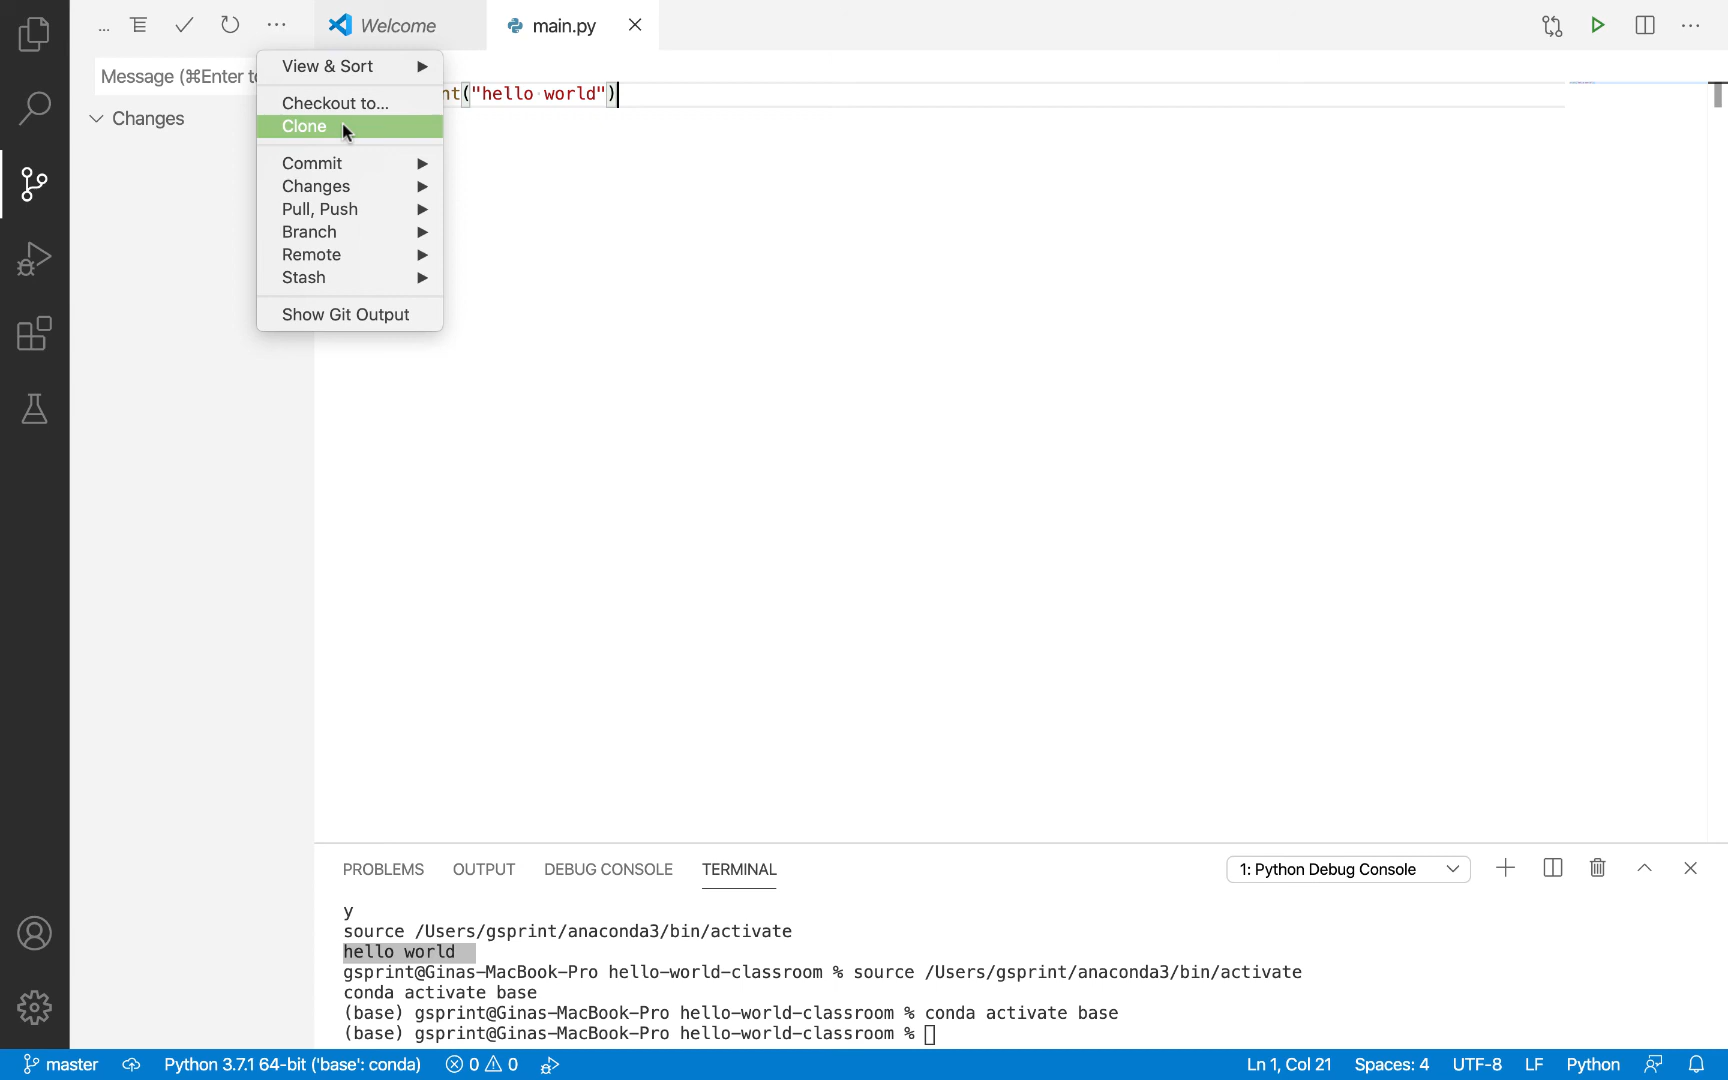 Welcome
main.py
Message (⌘Enter to
Changes
View & Sort
Checkout to...
Clone
Commit
Changes
Pull, Push
Branch
Remote
Stash
Show Git Output
nt("hello world")
PROBLEMS OUTPUT DEBUG CONSOLE TERMINAL
1: Python Debug Console
y
source /Users/gsprint/anaconda3/bin/activate
hello world
gsprint@Ginas-MacBook-Pro hello-world-classroom % source /Users/gsprint/anaconda3/bin/activate
conda activate base
(base) gsprint@Ginas-MacBook-Pro hello-world-classroom % conda activate base
(base) gsprint@Ginas-MacBook-Pro hello-world-classroom %
master Python 3.7.1 64-bit ('base': conda) 0 0 Ln 1, Col 21 Spaces: 4 UTF-8 LF Python